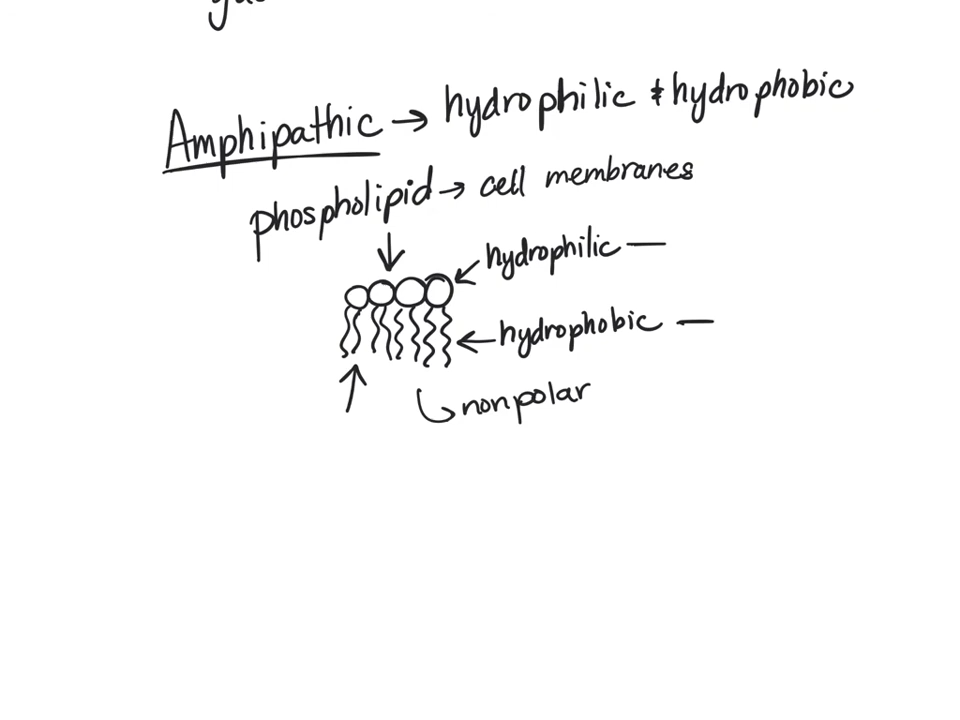 Amphipathic → hydrophilic & hydrophobic
phospholipid → cell membranes
hydrophilic —
hydrophobic —
nonpolar